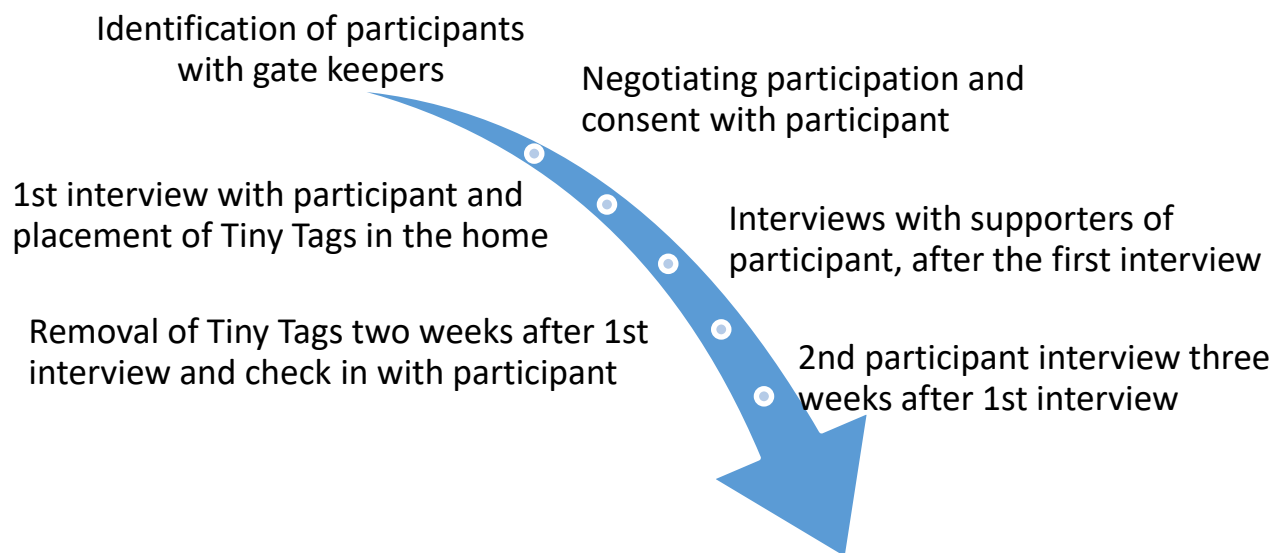 Identification of participants
with gate keepers
Negotiating participation and
consent with participant
1st interview with participant and
placement of Tiny Tags in the home
Interviews with supporters of
participant, after the first interview
Removal of Tiny Tags two weeks after 1st
interview and check in with participant
2nd participant interview three
weeks after 1st interview